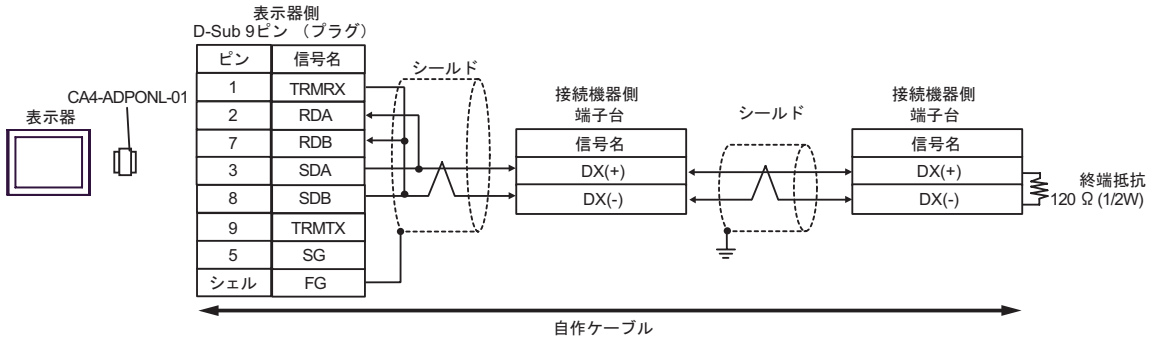 表示器側
D-Sub 9ピン （プラグ）
CA4-ADPONL-01
表示器
ピン 信号名
1 TRMRX
2 RDA
7 RDB
3 SDA
8 SDB
9 TRMTX
5 SG
シェル FG
シールド
接続機器側
端子台
信号名
DX(+)
DX(-)
シールド
接続機器側
端子台
信号名
DX(+)
DX(-)
終端抵抗
120 Ω (1/2W)
自作ケーブル